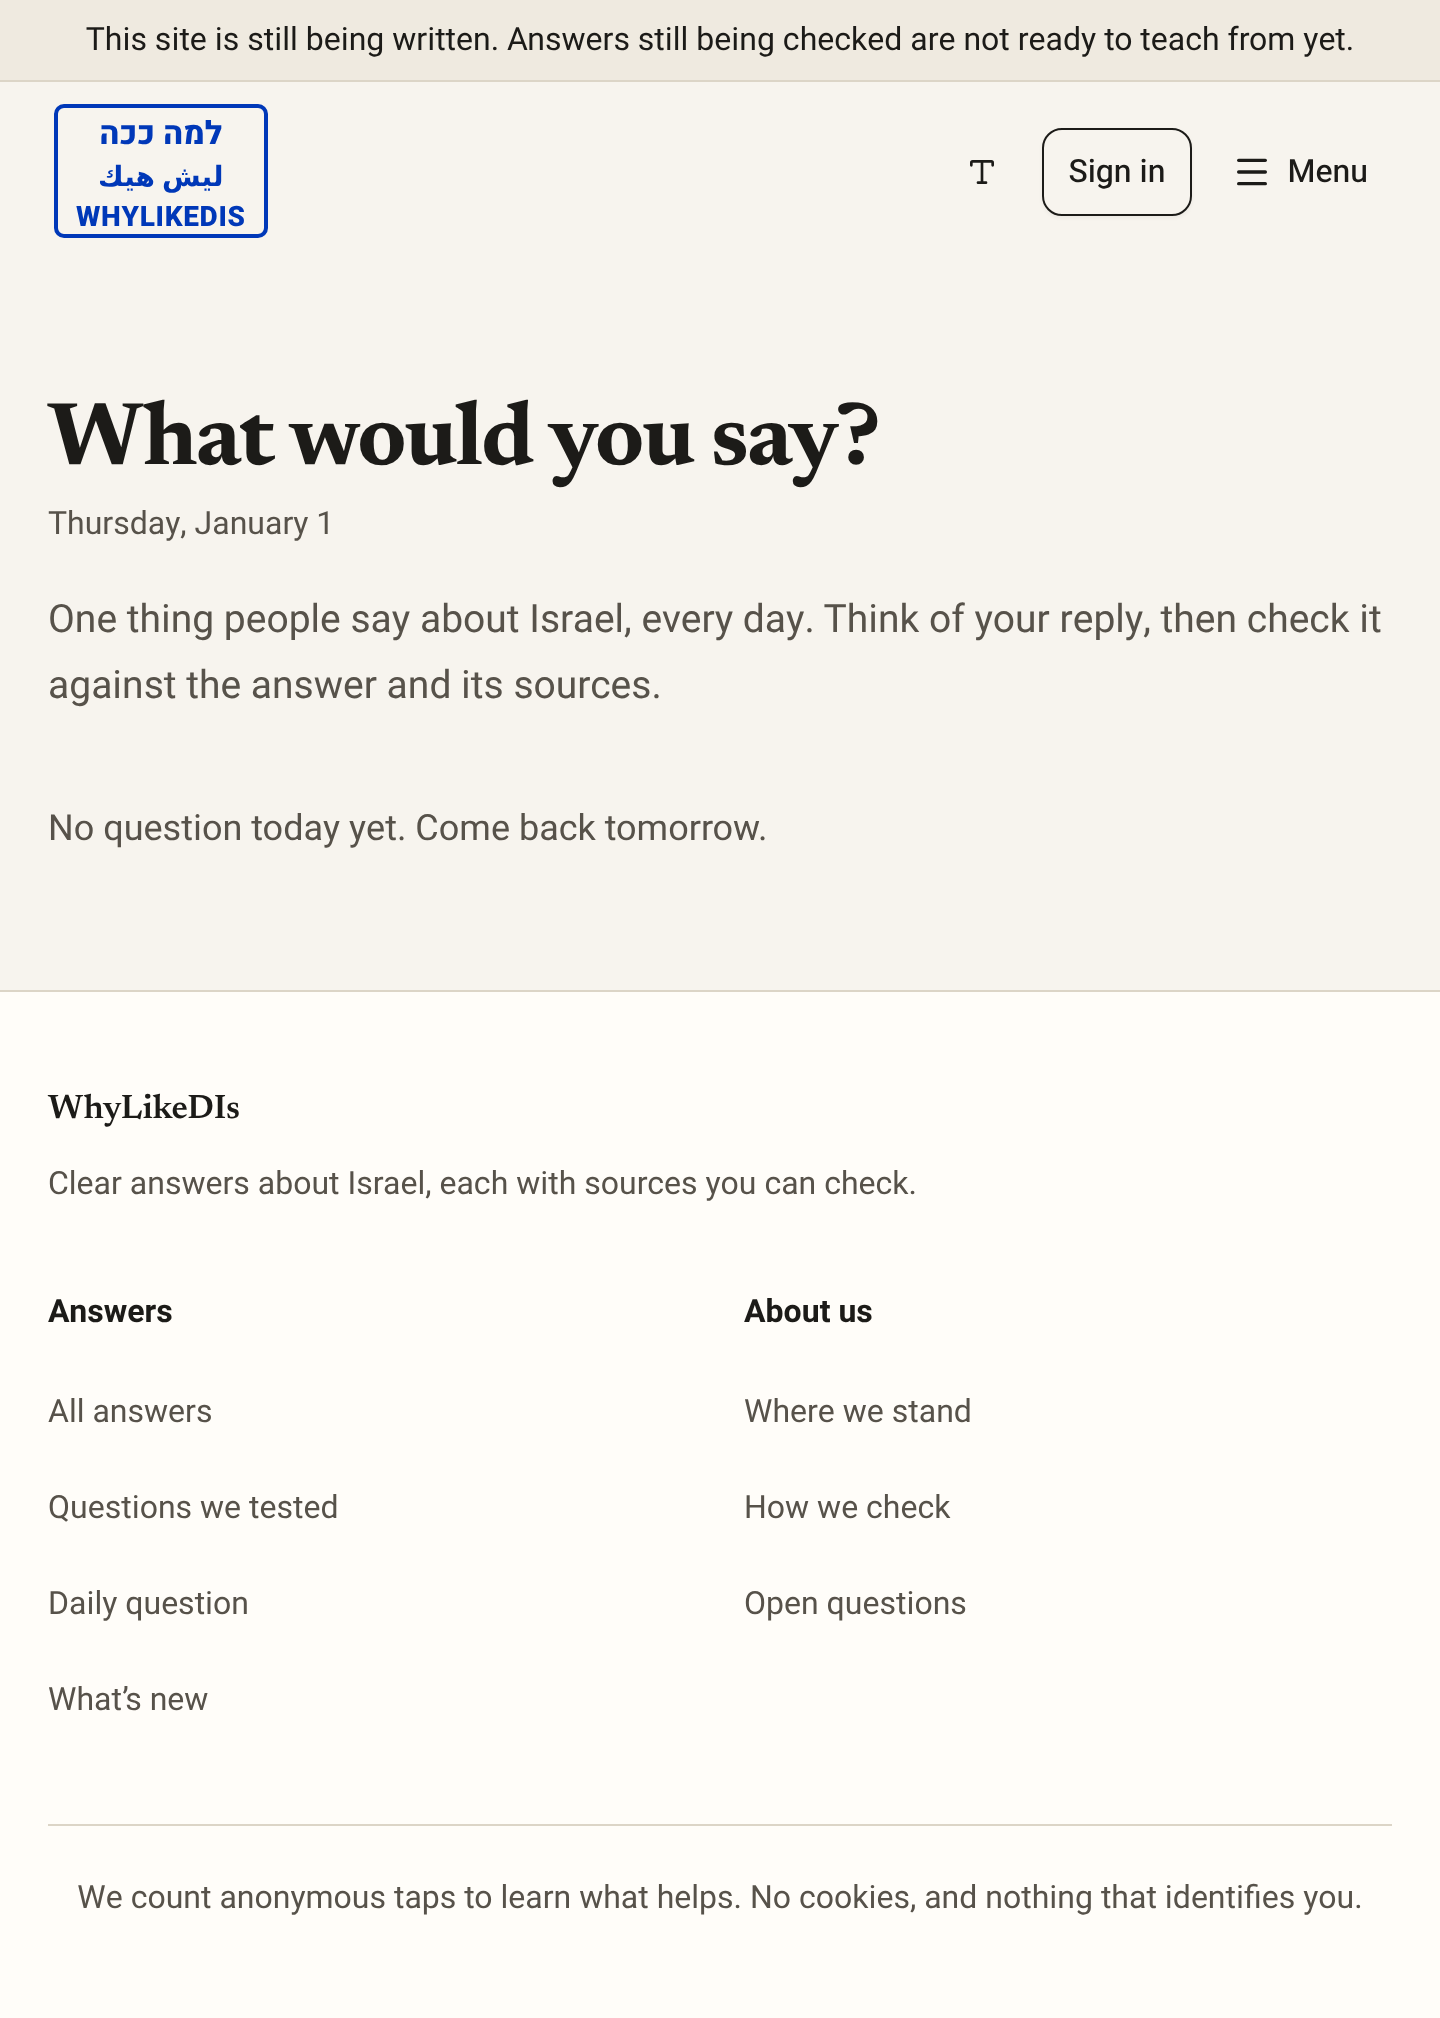 This site is still being written. Answers still being checked are not ready to teach from yet.
למה ככה
ليش هيك
WHYLIKEDIS
T
Sign in
Menu
What would you say?
Thursday, January 1
One thing people say about Israel, every day. Think of your reply, then check it
against the answer and its sources.
No question today yet. Come back tomorrow.
WhyLikeDIs
Clear answers about Israel, each with sources you can check.
Answers
About us
All answers
Where we stand
Questions we tested
How we check
Daily question
Open questions
What’s new
We count anonymous taps to learn what helps. No cookies, and nothing that identifies you.